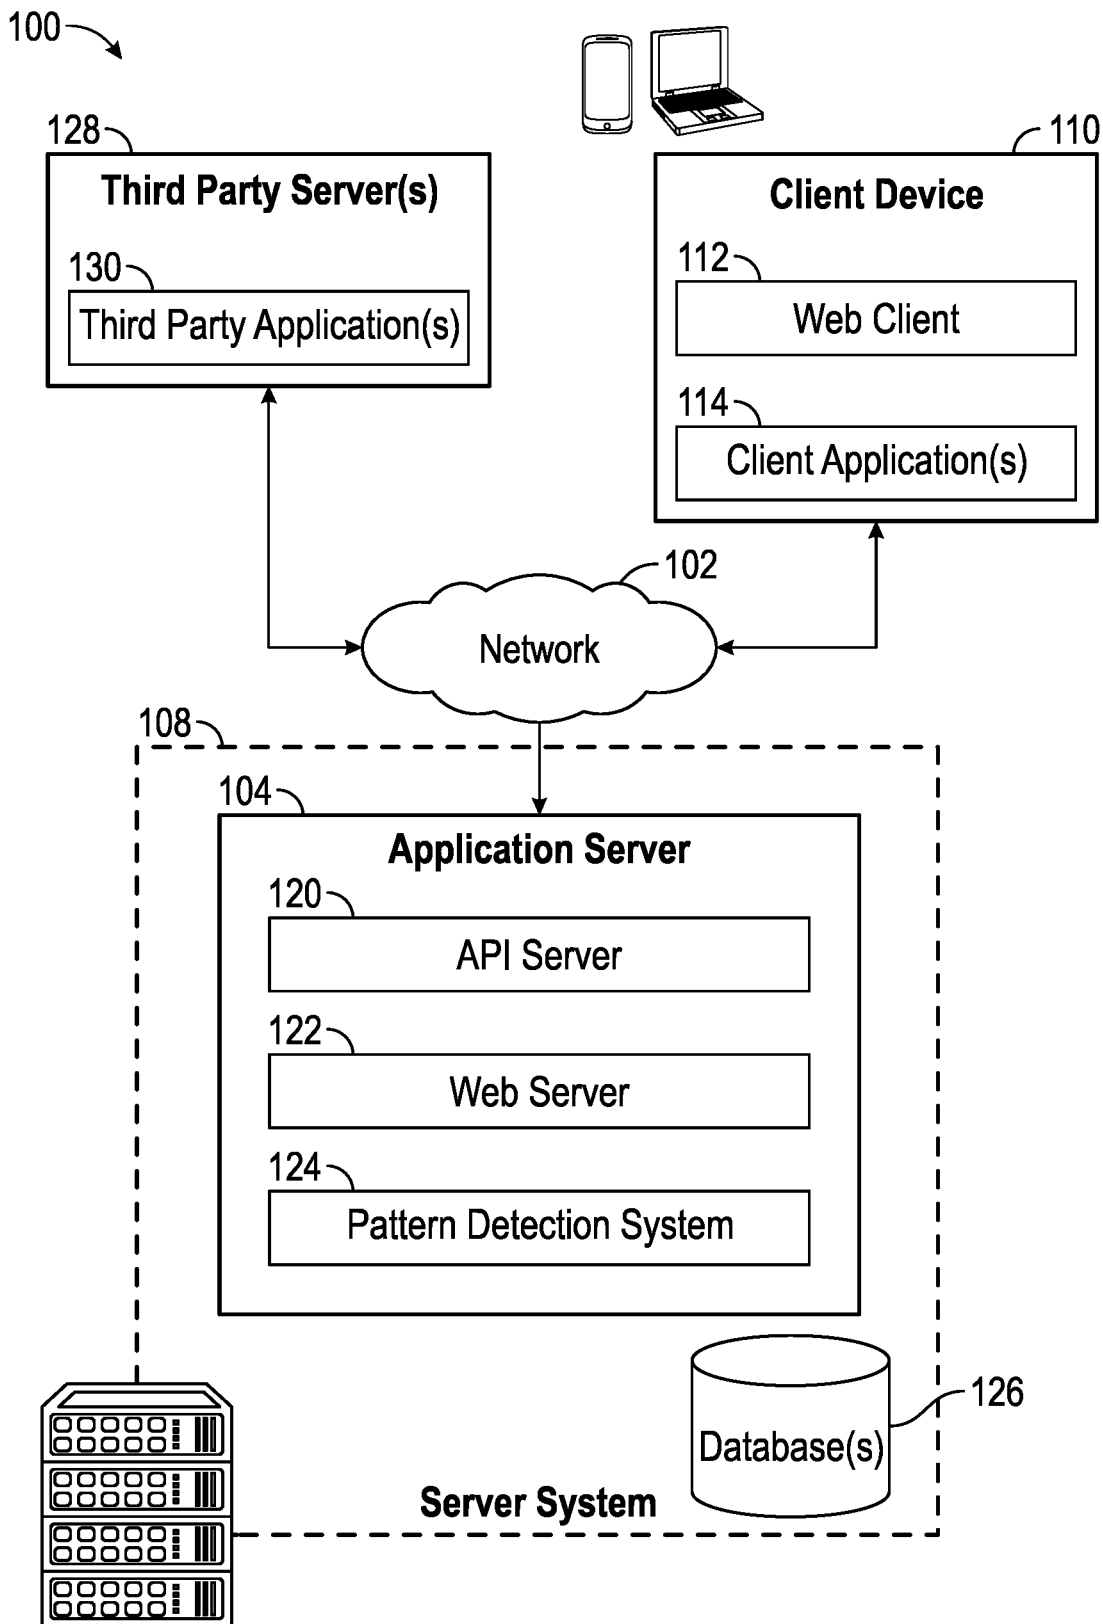 100
128
Third Party Server(s)
130
Third Party Application(s)
110
Client Device
112
Web Client
114
Client Application(s)
102
Network
108
104
Application Server
120
API Server
122
Web Server
124
Pattern Detection System
126
Database(s)
Server System